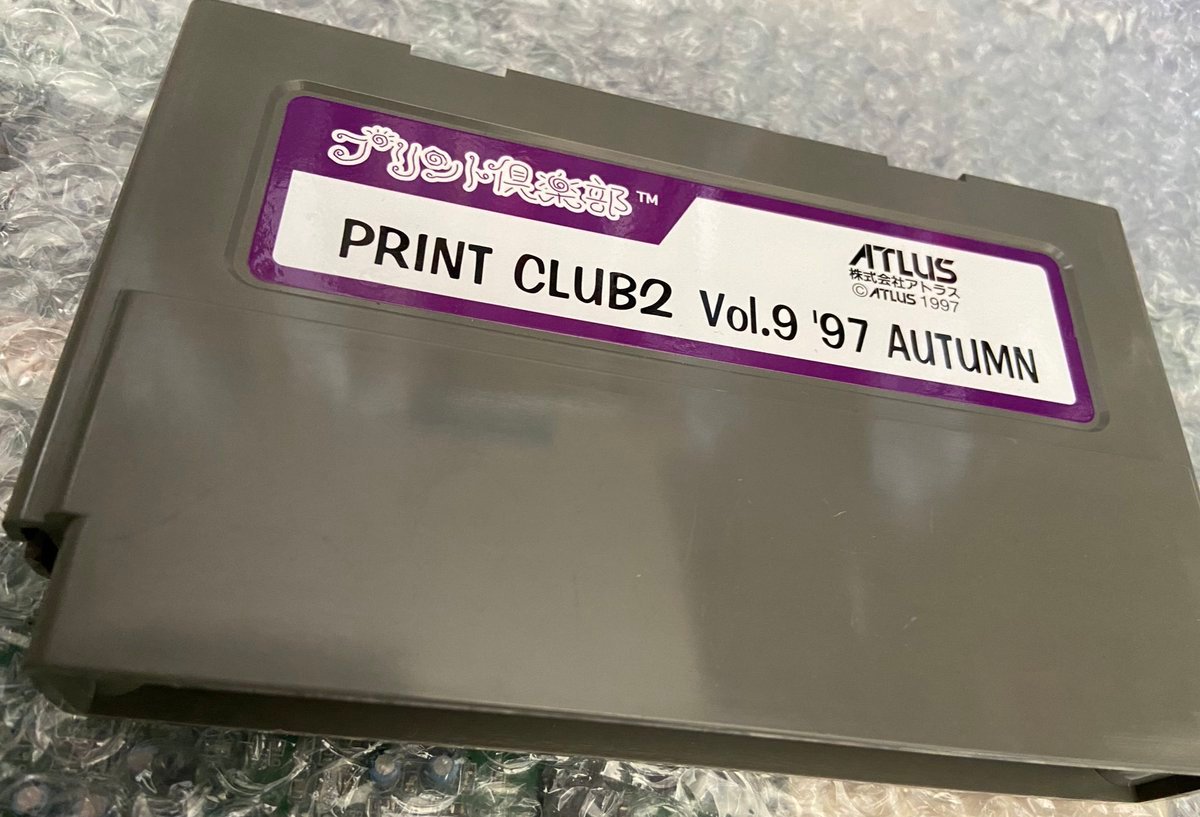 プリント倶楽部™
PRINT CLUB2 Vol.9 '97 AUTUMN
ATLUS
株式会社アトラス
©ATLUS 1997